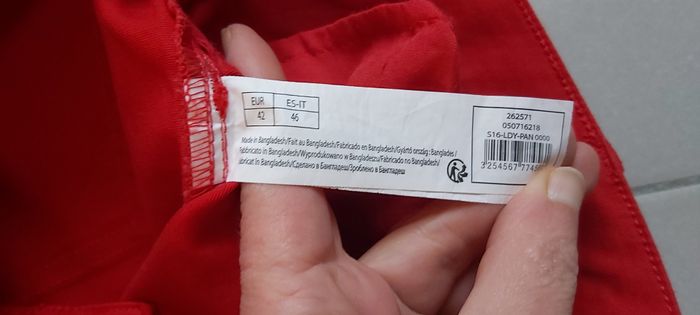 EUR ES-IT
42 46
Made in Bangladesh/Fait au Bangladesh/Fabricado en Bangladesh/Gyártó ország: Banglades /
Fabricato in Bangladesh/Wyprodukowano w Bangladeszu/Fabricado no Bangladesh/
in Bangladesh/Сделано в Бангладеш/Зроблено в Бангладеш
262571
050716218
S16-LDY-PAN 0000
3 254567 774